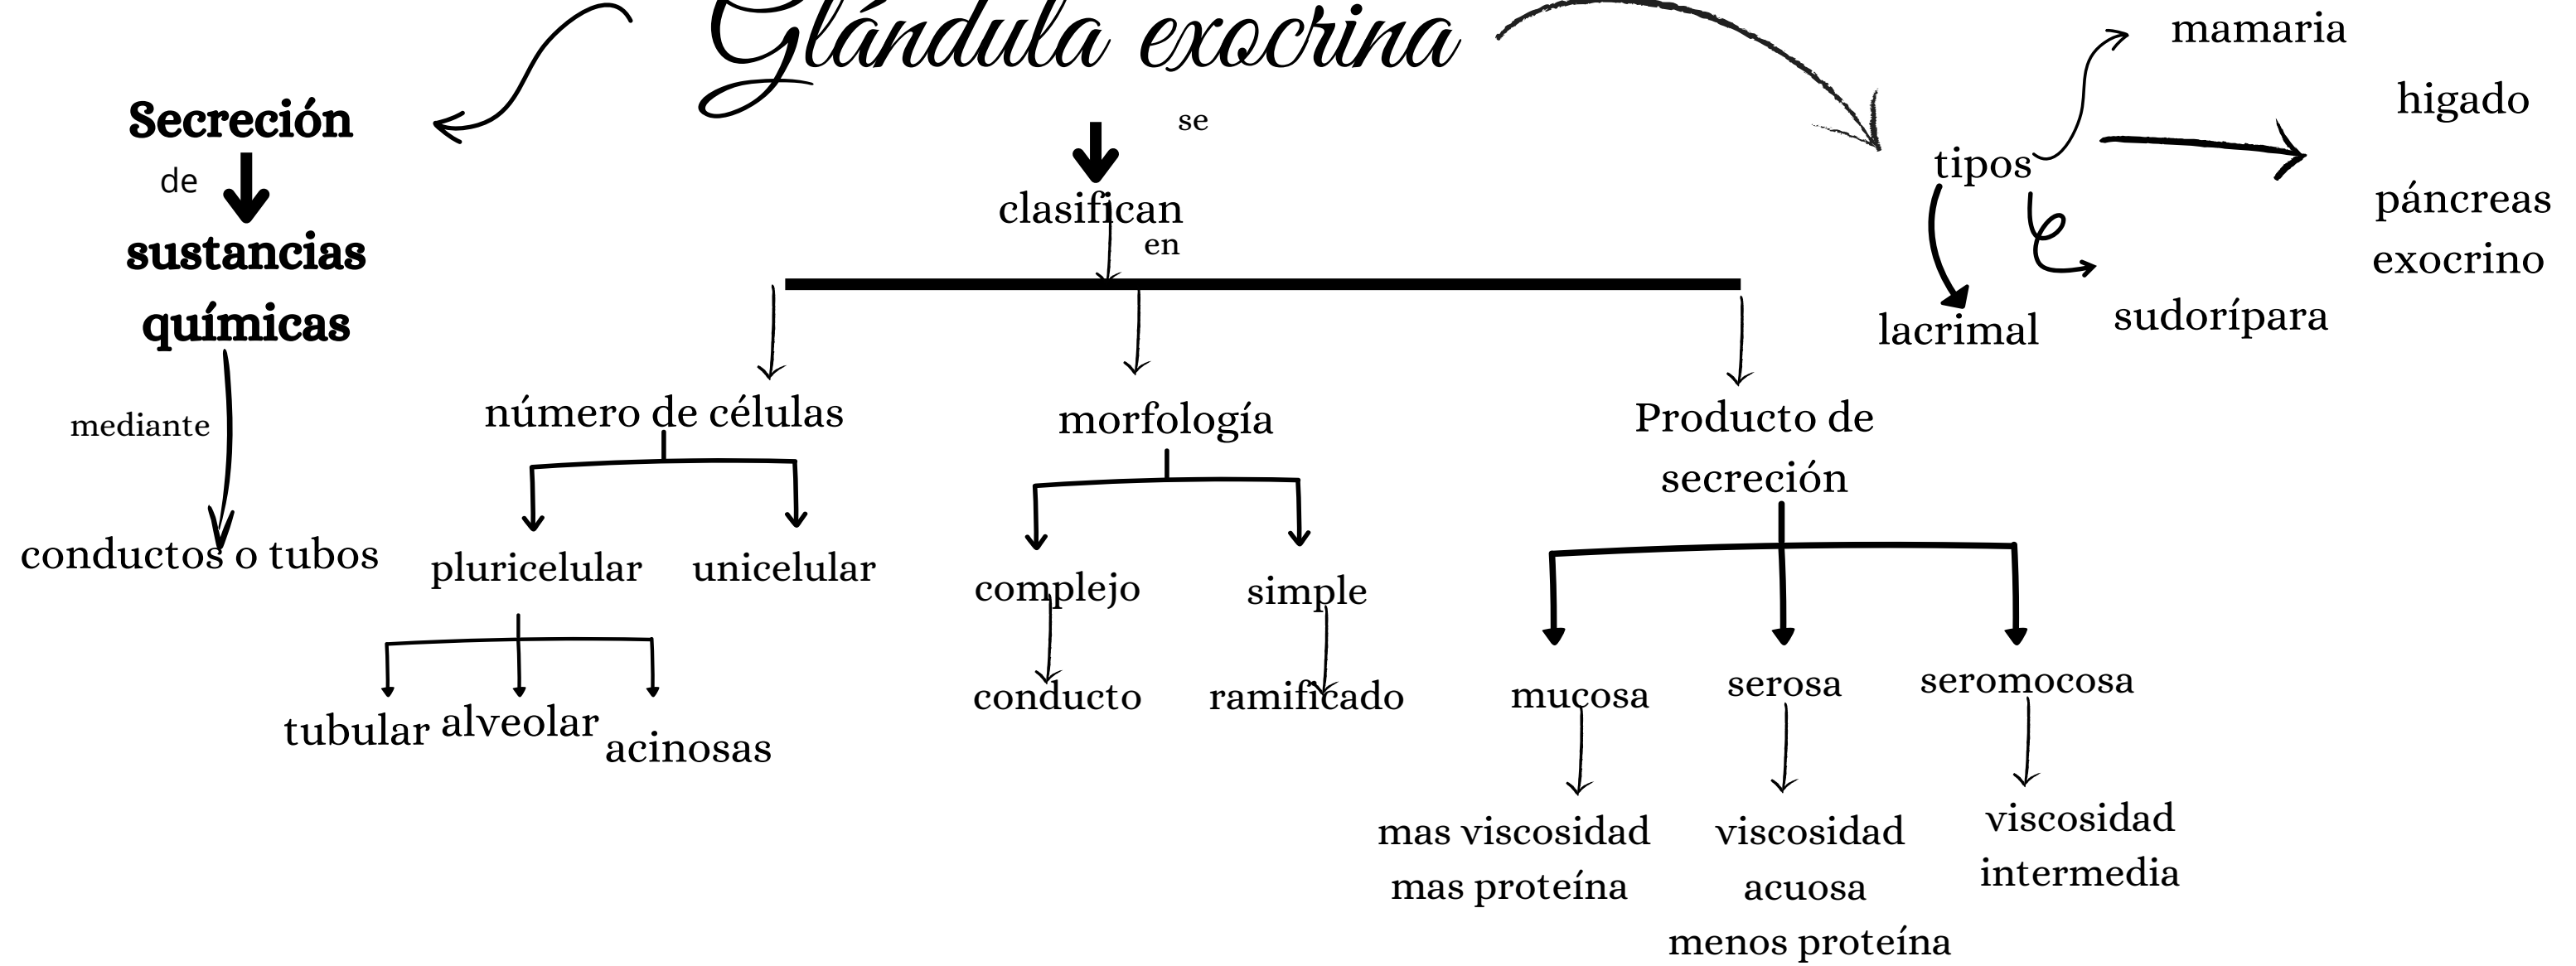 Glándula exocrina
Secreción
de
sustancias
químicas
mediante
conductos o tubos
se
clasifican
en
número de células
pluricelular
unicelular
tubular
alveolar
acinosas
morfología
complejo
simple
conducto
ramificado
Producto de
secreción
mucosa
serosa
seromocosa
mas viscosidad
mas proteína
viscosidad
acuosa
menos proteína
viscosidad
intermedia
tipos
mamaria
higado
páncreas
exocrino
sudorípara
lacrimal